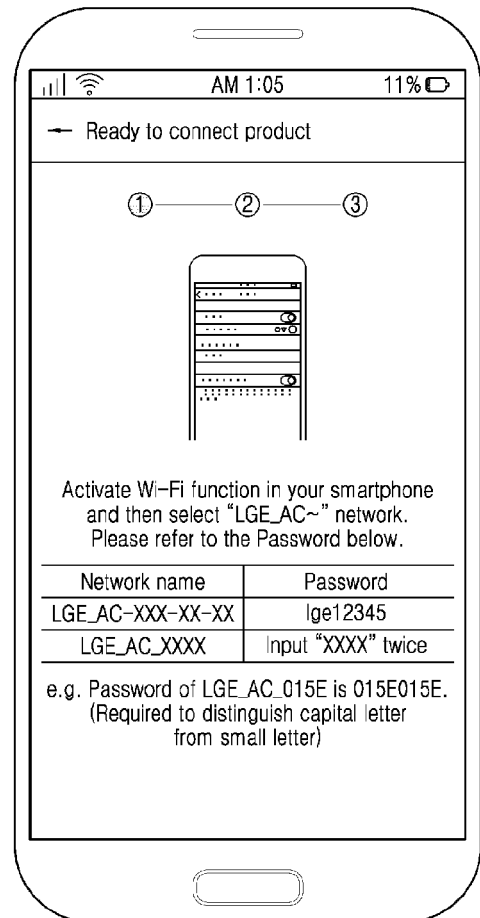 AM 1:05 11%
Ready to connect product
① ② ③
Activate Wi-Fi function in your smartphone
and then select “LGE_AC~” network.
Please refer to the Password below.
Network name Password
LGE_AC-XXX-XX-XX lge12345
LGE_AC_XXXX Input “XXXX” twice
e.g. Password of LGE_AC_015E is 015E015E.
(Required to distinguish capital letter
from small letter)